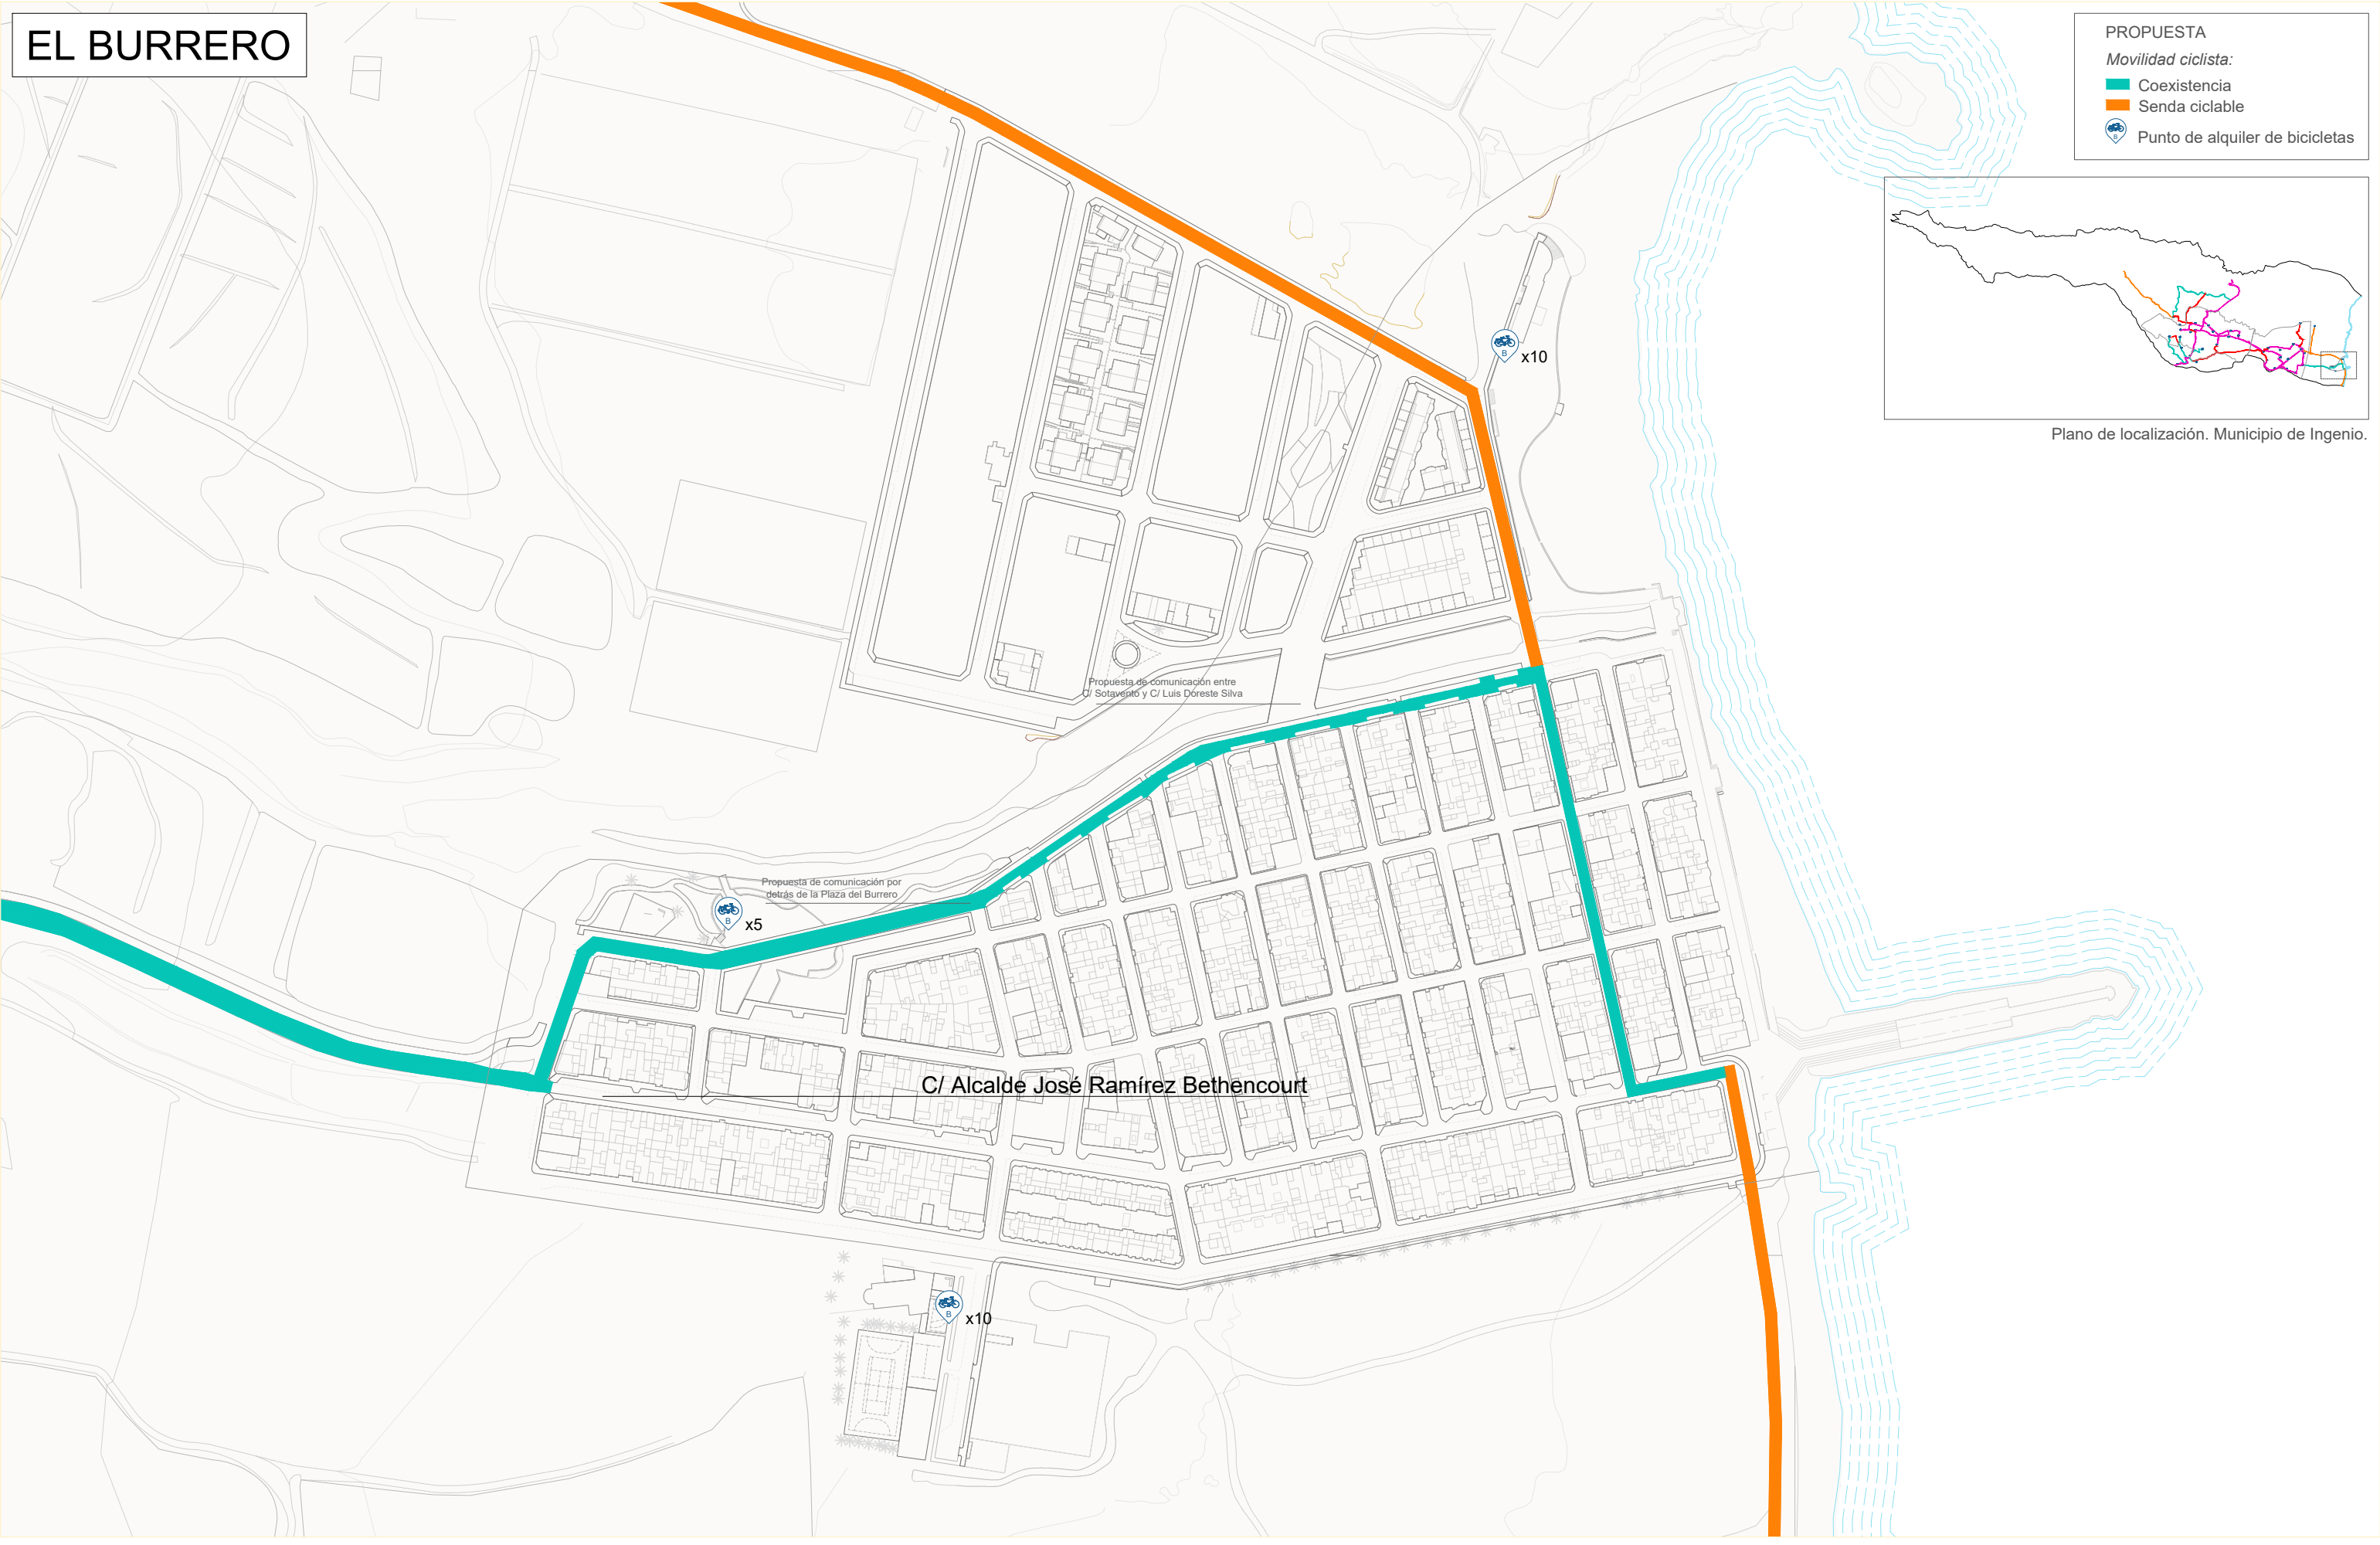 EL BURRERO
PROPUESTA
Movilidad ciclista:
Coexistencia
Senda ciclable
B
Punto de alquiler de bicicletas
Plano de localización. Municipio de Ingenio.
B
x10
Propuesta de comunicación entre
C/ Sotavento y C/ Luis Doreste Silva
Propuesta de comunicación por
detrás de la Plaza del Burrero
B
x5
C/ Alcalde José Ramírez Bethencourt
B
x10